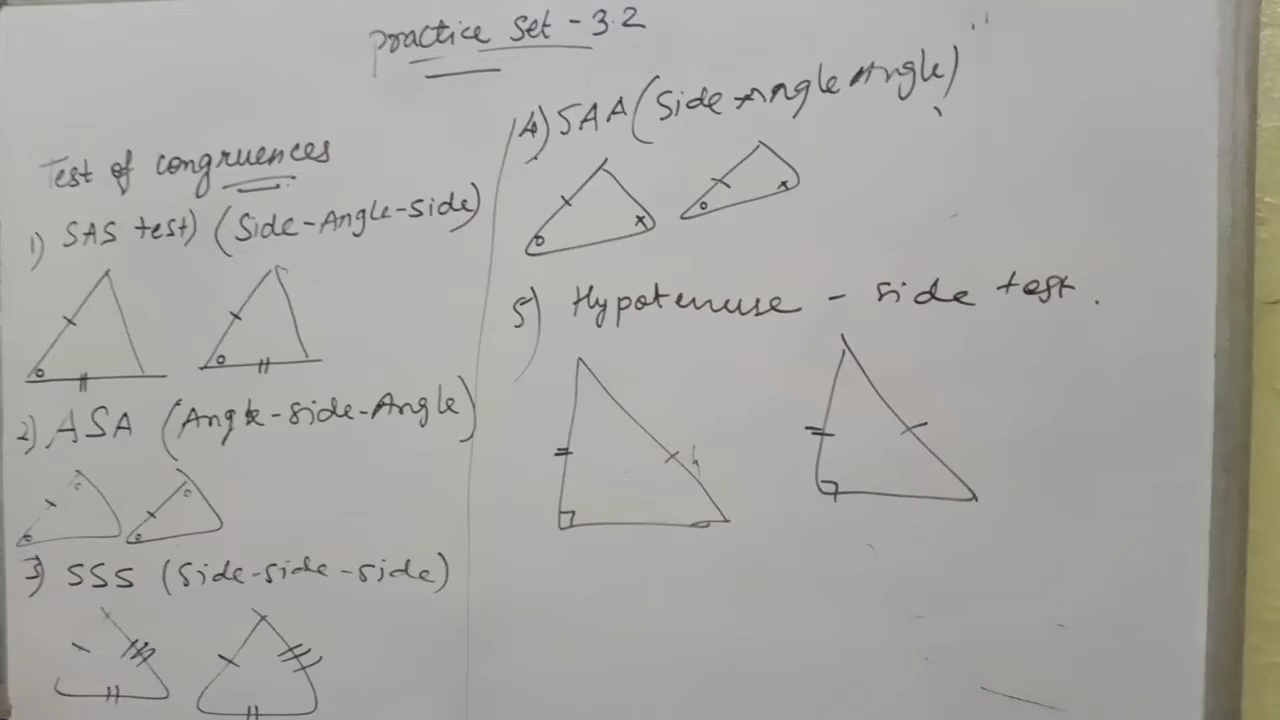 practice Set - 3.2
Test of congruences
1) SAS test) (Side-Angle-Side)
2) ASA (Angle-side-Angle)
3) SSS (Side-side-side)
4) SAA (Side Angle Angle)
5) Hypotenuse - side test.